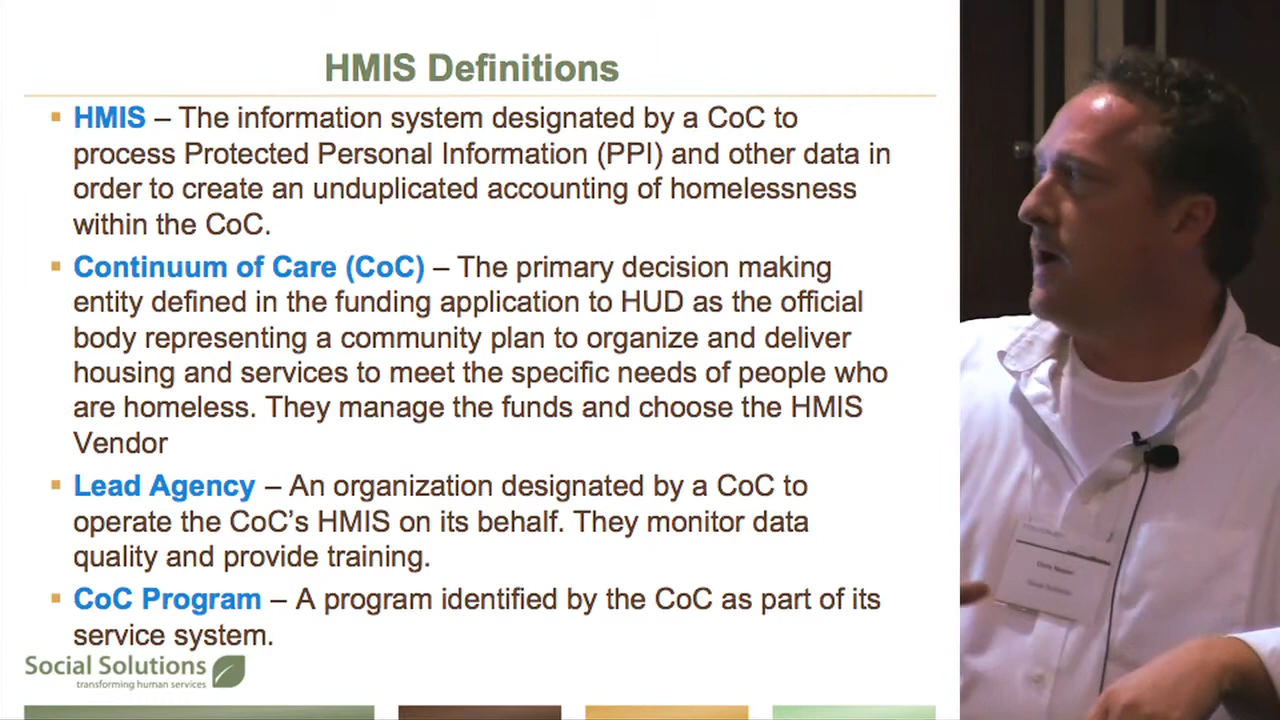 HMIS Definitions
▪ HMIS – The information system designated by a CoC to
process Protected Personal Information (PPI) and other data in
order to create an unduplicated accounting of homelessness
within the CoC.
▪ Continuum of Care (CoC) – The primary decision making
entity defined in the funding application to HUD as the official
body representing a community plan to organize and deliver
housing and services to meet the specific needs of people who
are homeless. They manage the funds and choose the HMIS
Vendor
▪ Lead Agency – An organization designated by a CoC to
operate the CoC’s HMIS on its behalf. They monitor data
quality and provide training.
▪ CoC Program – A program identified by the CoC as part of its
service system.
Social Solutions
transforming human services
Chris